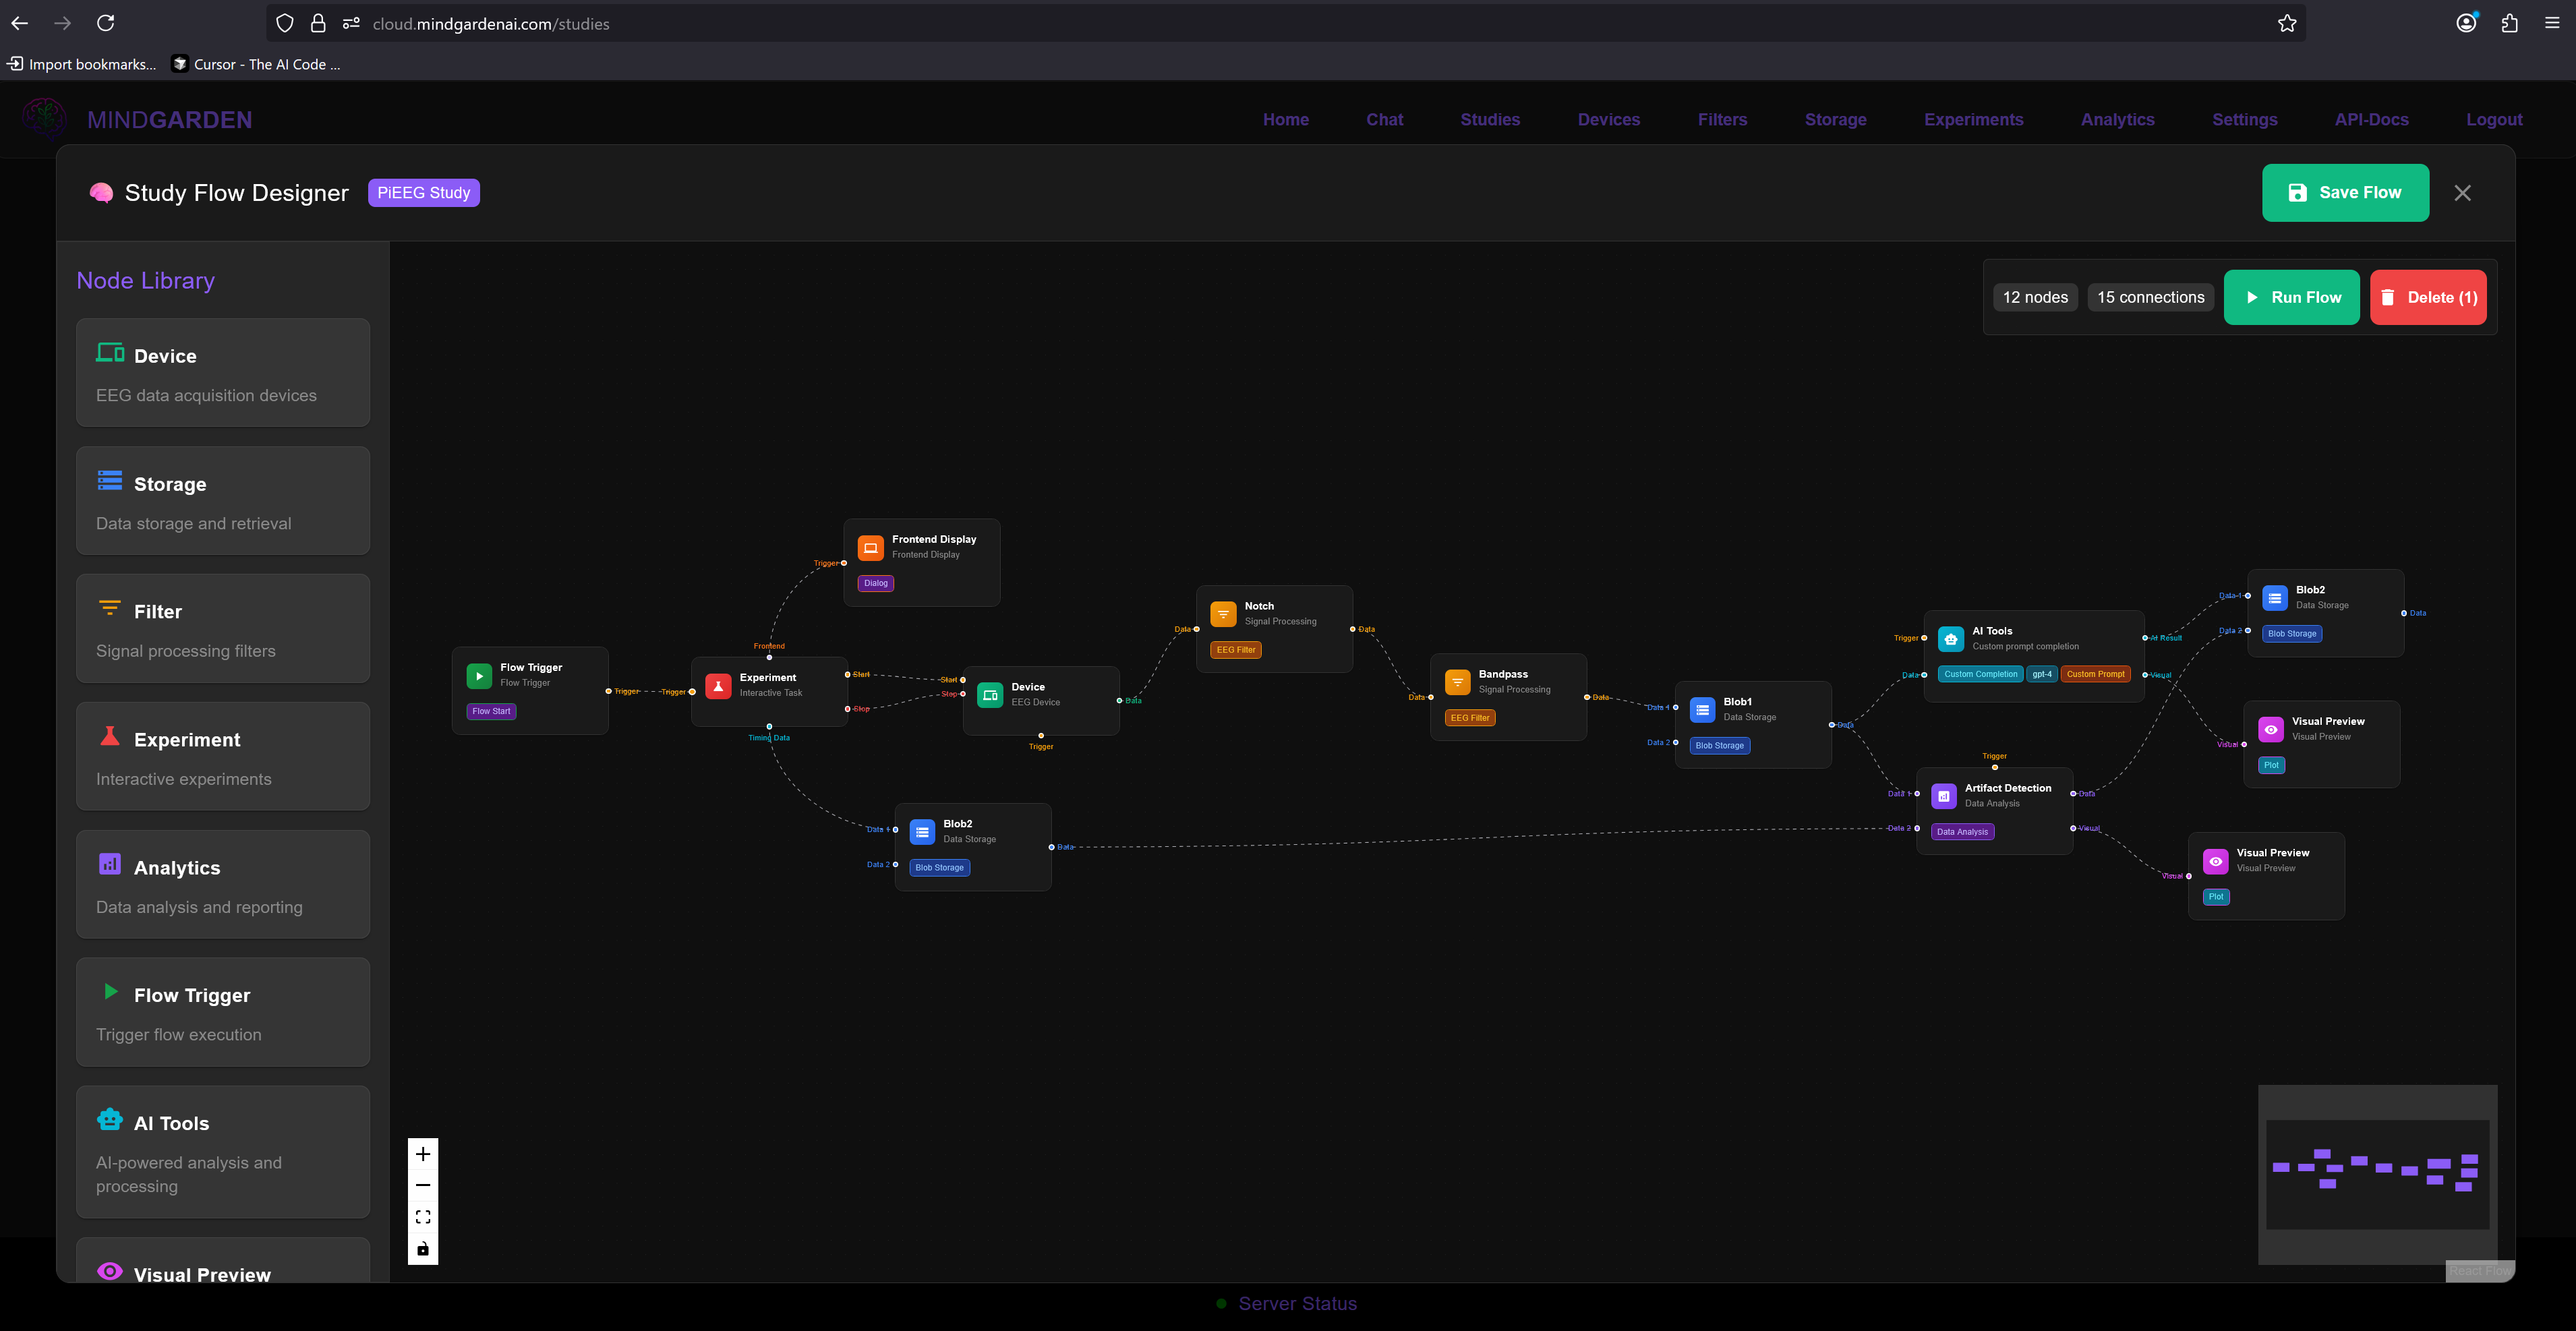 cloud.mindgardenai.com/studies
Import bookmarks...
Cursor - The AI Code ...
MINDGARDEN
Home
Chat
Studies
Devices
Filters
Storage
Experiments
Analytics
Settings
API-Docs
Logout
Study Flow Designer
PiEEG Study
Save Flow
Node Library
Device
EEG data acquisition devices
Storage
Data storage and retrieval
Filter
Signal processing filters
Experiment
Interactive experiments
Analytics
Data analysis and reporting
Flow Trigger
Trigger flow execution
AI Tools
AI-powered analysis and
processing
Visual Preview
12 nodes
15 connections
Run Flow
Delete (1)
Flow Trigger
Flow Trigger
Flow Start
Trigger
Trigger
Experiment
Interactive Task
Frontend
Start
Stop
Timing Data
Trigger
Frontend Display
Frontend Display
Dialog
Start
Stop
Device
EEG Device
Data
Trigger
Data 1
Data 2
Blob2
Data Storage
Blob Storage
Data
Data
Notch
Signal Processing
EEG Filter
Data
Data
Bandpass
Signal Processing
EEG Filter
Data
Data 1
Data 2
Blob1
Data Storage
Blob Storage
Data
Trigger
Data
AI Tools
Custom prompt completion
Custom Completion
gpt-4
Custom Prompt
AI Result
Visual
Trigger
Data 1
Data 2
Artifact Detection
Data Analysis
Data Analysis
Data
Visual
Data 1
Data 2
Blob2
Data Storage
Blob Storage
Data
Visual
Visual Preview
Visual Preview
Plot
Visual
Visual Preview
Visual Preview
Plot
React Flow
Server Status